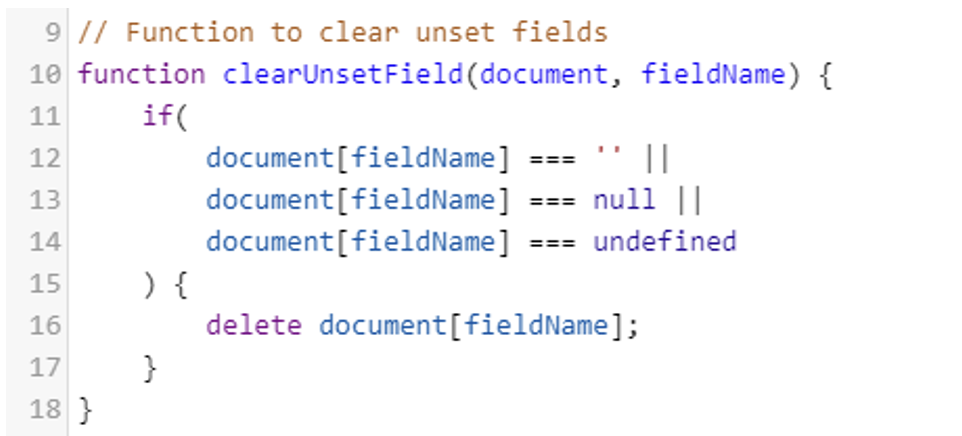 9 // Function to clear unset fields
10 function clearUnsetField(document, fieldName) {
11     if(
12         document[fieldName] === '' ||
13         document[fieldName] === null ||
14         document[fieldName] === undefined
15     ) {
16         delete document[fieldName];
17     }
18 }